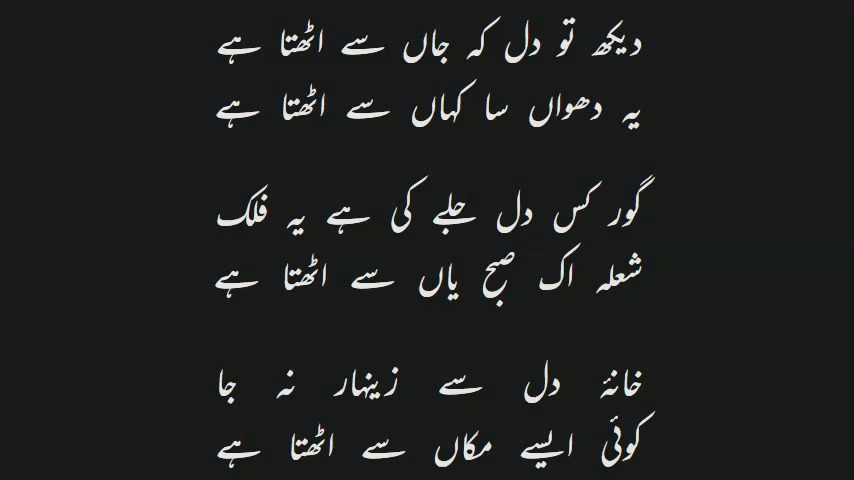 دیکھ تو دل کہ جاں سے اٹھتا ہے
یہ دھواں سا کہاں سے اٹھتا ہے
گور کس دل جلے کی ہے یہ فلک
شعلہ اک صبح یاں سے اٹھتا ہے
خانۂ دل سے زینہار نہ جا
کوئی ایسے مکاں سے اٹھتا ہے